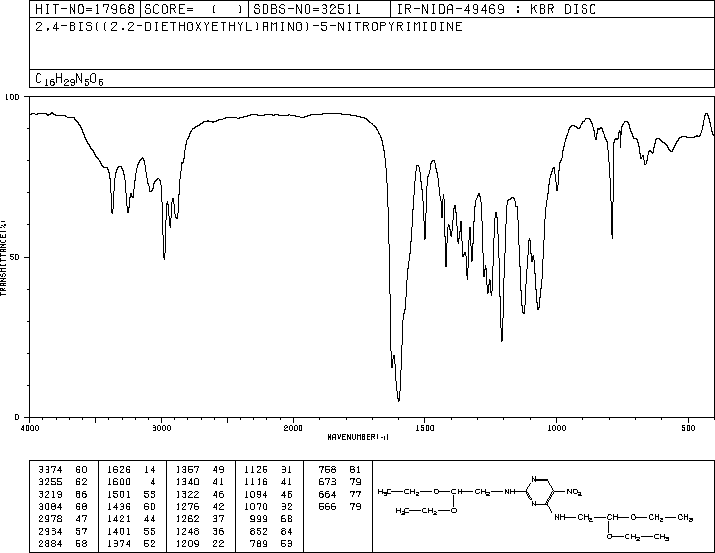 HIT-NO=17968 SCORE= ( ) SDBS-NO=32511 IR-NIDA-49469 : KBR DISC
2,4-BIS((2,2-DIETHOXYETHYL)AMINO)-5-NITROPYRIMIDINE
C16H29N5O6
100
50
0
TRANSMITTANCE(%)
4000 3000 2000 1500 1000 500
WAVENUMBER(-1)
3374 60 1626 14 1357 49 1125 31 758 81
3255 62 1600 4 1340 41 1116 41 673 79
3219 66 1501 55 1322 46 1094 46 664 77
3084 68 1436 60 1276 42 1070 32 566 79
2978 47 1421 44 1262 37 999 68
2934 57 1401 55 1248 36 852 84
2884 58 1374 52 1209 22 789 53
H3C CH2 O CH CH2 NH N NO2
H3C CH2 O N
NH CH2 CH O CH2 CH3
O CH2 CH3